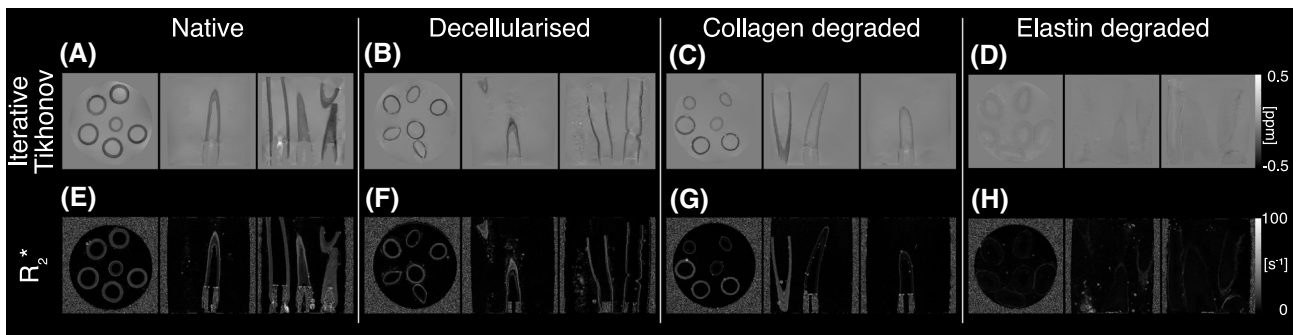 Native
Decellularised
Collagen degraded
Elastin degraded
(A)
(B)
(C)
(D)
Iterative
Tikhonov
0.5
[ppm]
-0.5
(E)
(F)
(G)
(H)
R₂*
100
[s⁻¹]
0